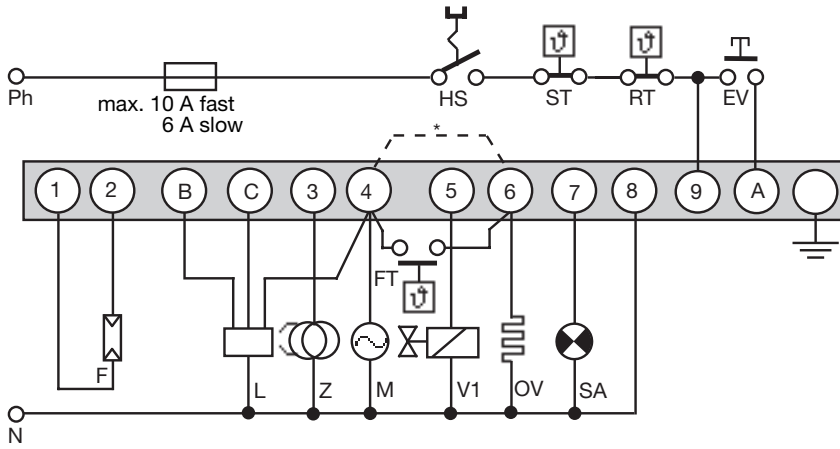 ϑ ϑ
Ph HS ST RT EV
max. 10 A fast
6 A slow
*
1 2 B C 3 4 5 6 7 8 9 A
FT
ϑ
F
L Z M V1 OV SA
N